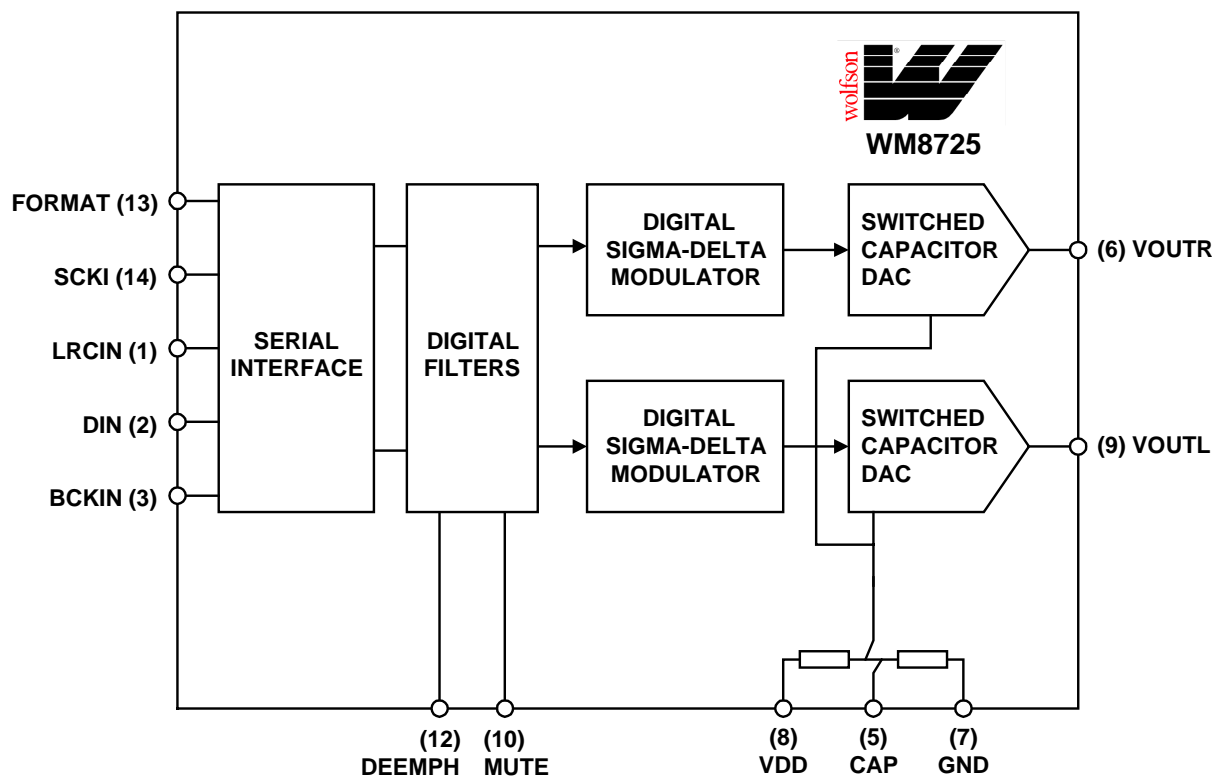 wolfson
®
WM8725
FORMAT (13)
SCKI (14)
LRCIN (1)
DIN (2)
BCKIN (3)
SERIAL
INTERFACE
DIGITAL
FILTERS
DIGITAL
SIGMA-DELTA
MODULATOR
SWITCHED
CAPACITOR
DAC
(6) VOUTR
DIGITAL
SIGMA-DELTA
MODULATOR
SWITCHED
CAPACITOR
DAC
(9) VOUTL
(12)
DEEMPH
(10)
MUTE
(8)
VDD
(5)
CAP
(7)
GND